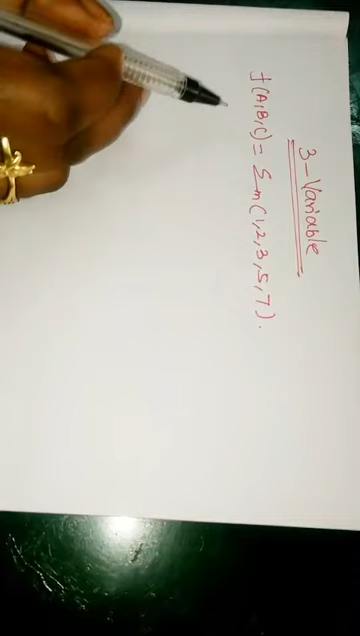 3-Variable
f(A,B,C) = Σm(1,2,3,5,7).